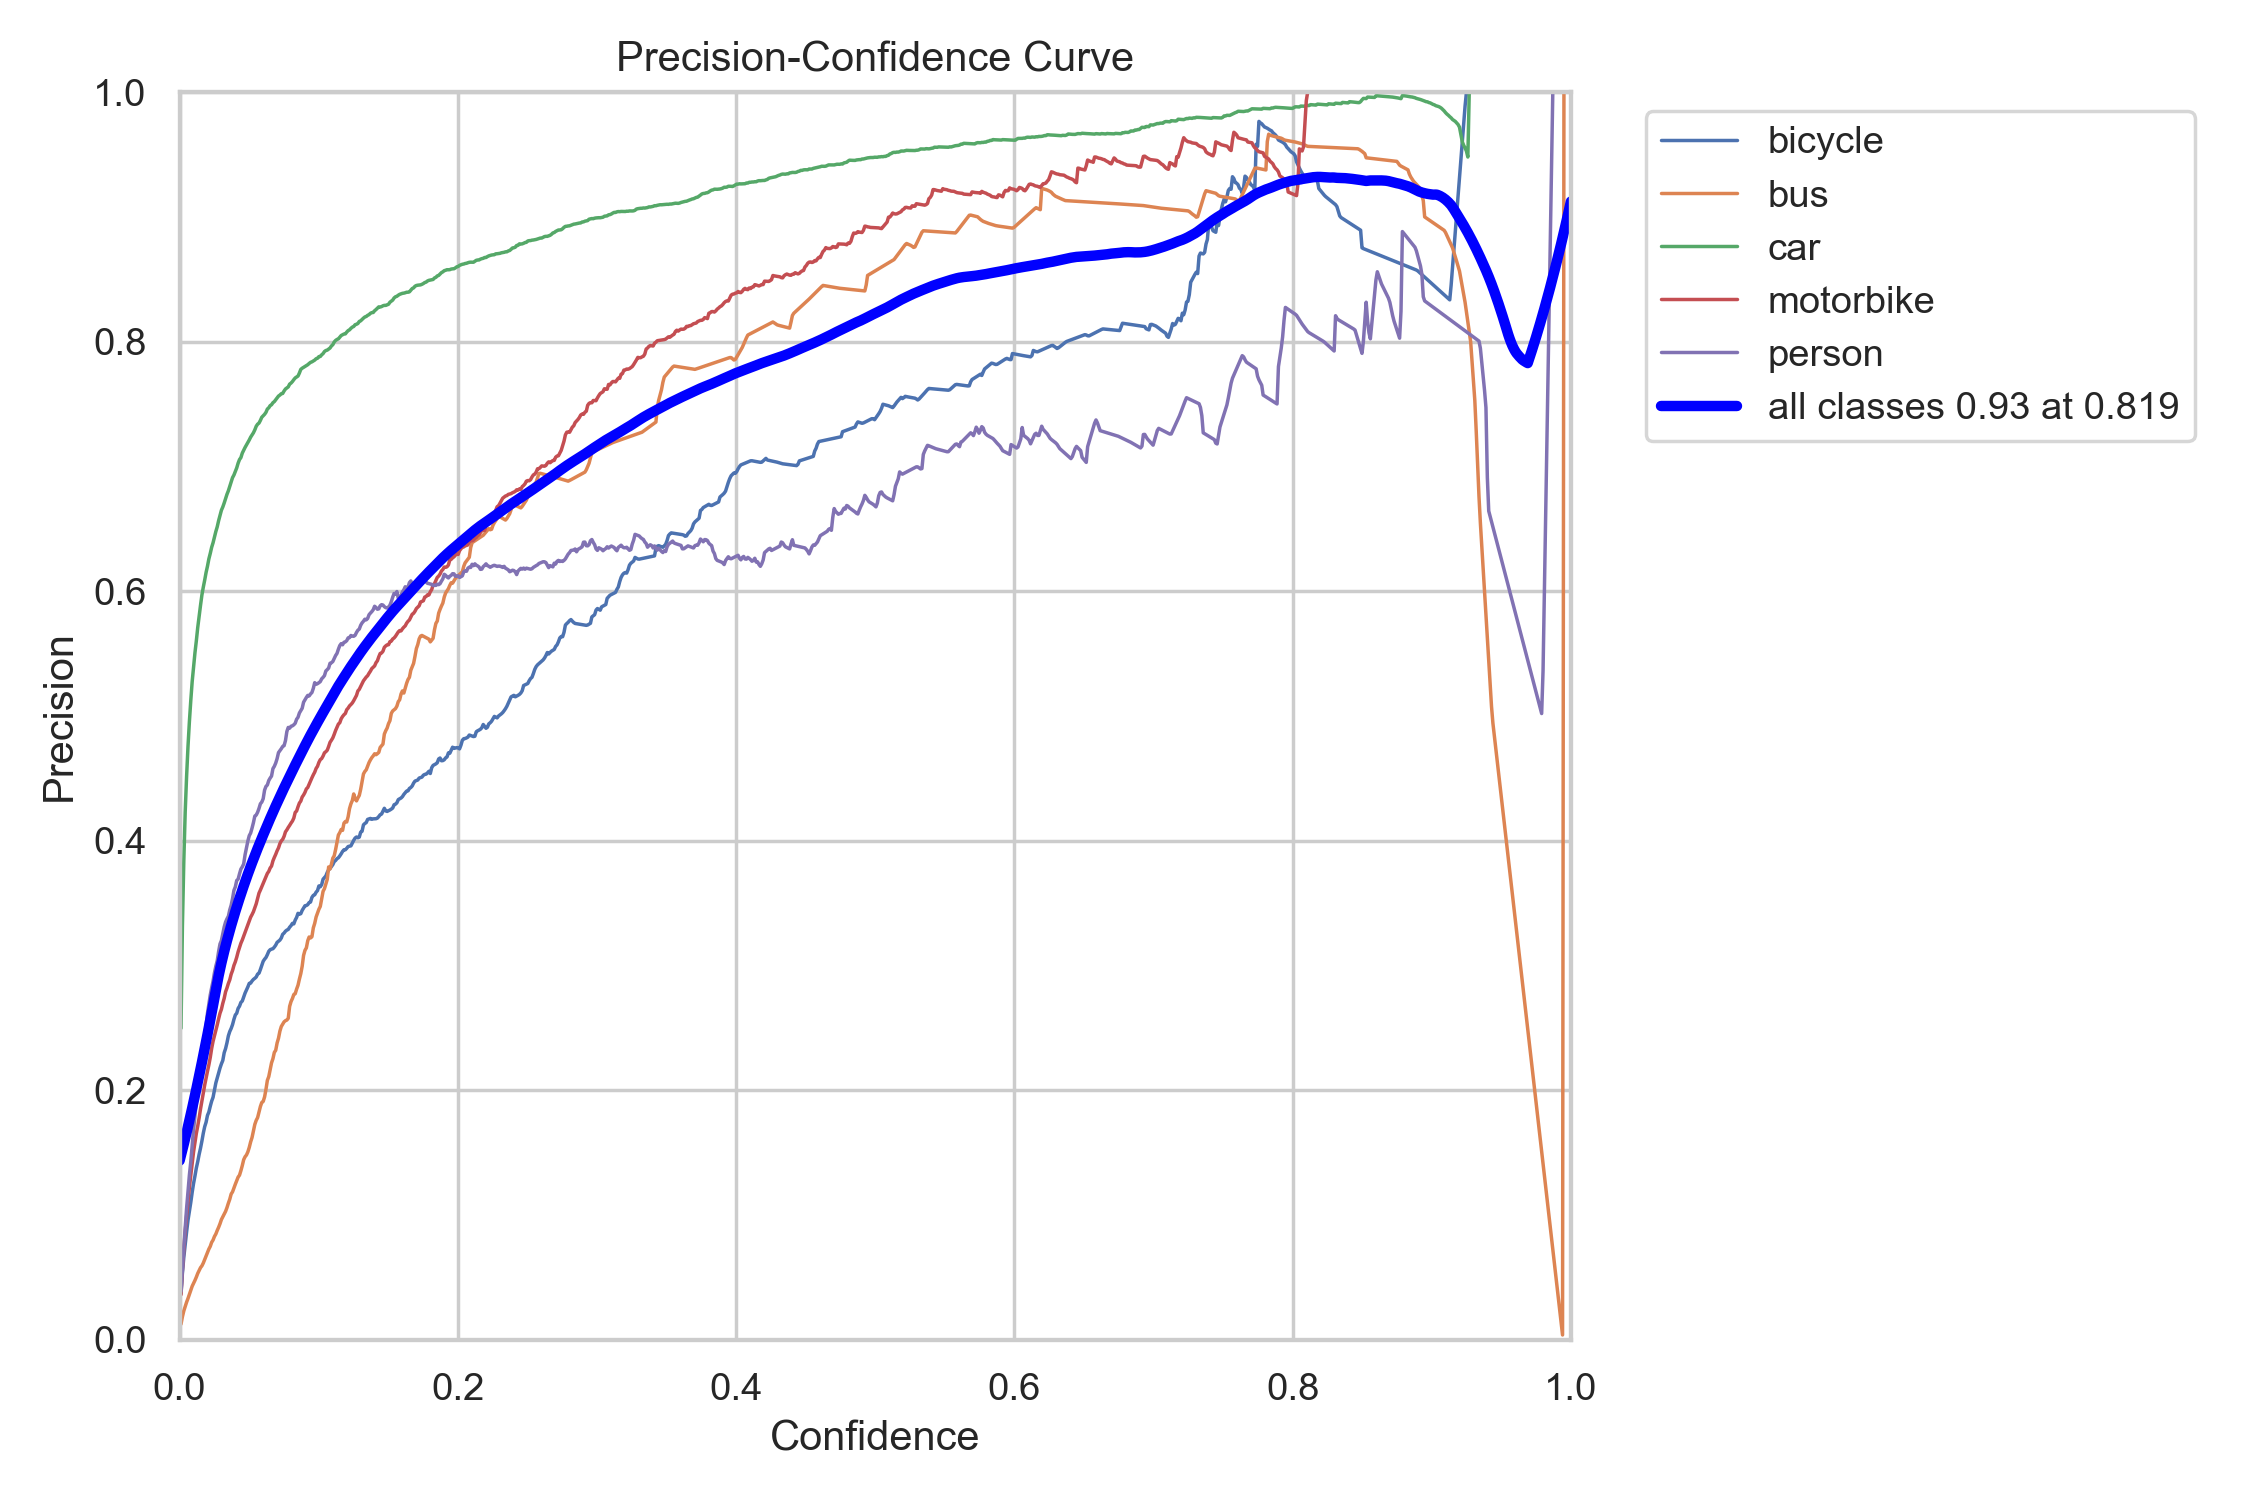 Precision-Confidence Curve
1.0
0.8
0.6
0.4
0.2
0.0
Precision
0.0 0.2 0.4 0.6 0.8 1.0
Confidence
bicycle
bus
car
motorbike
person
all classes 0.93 at 0.819